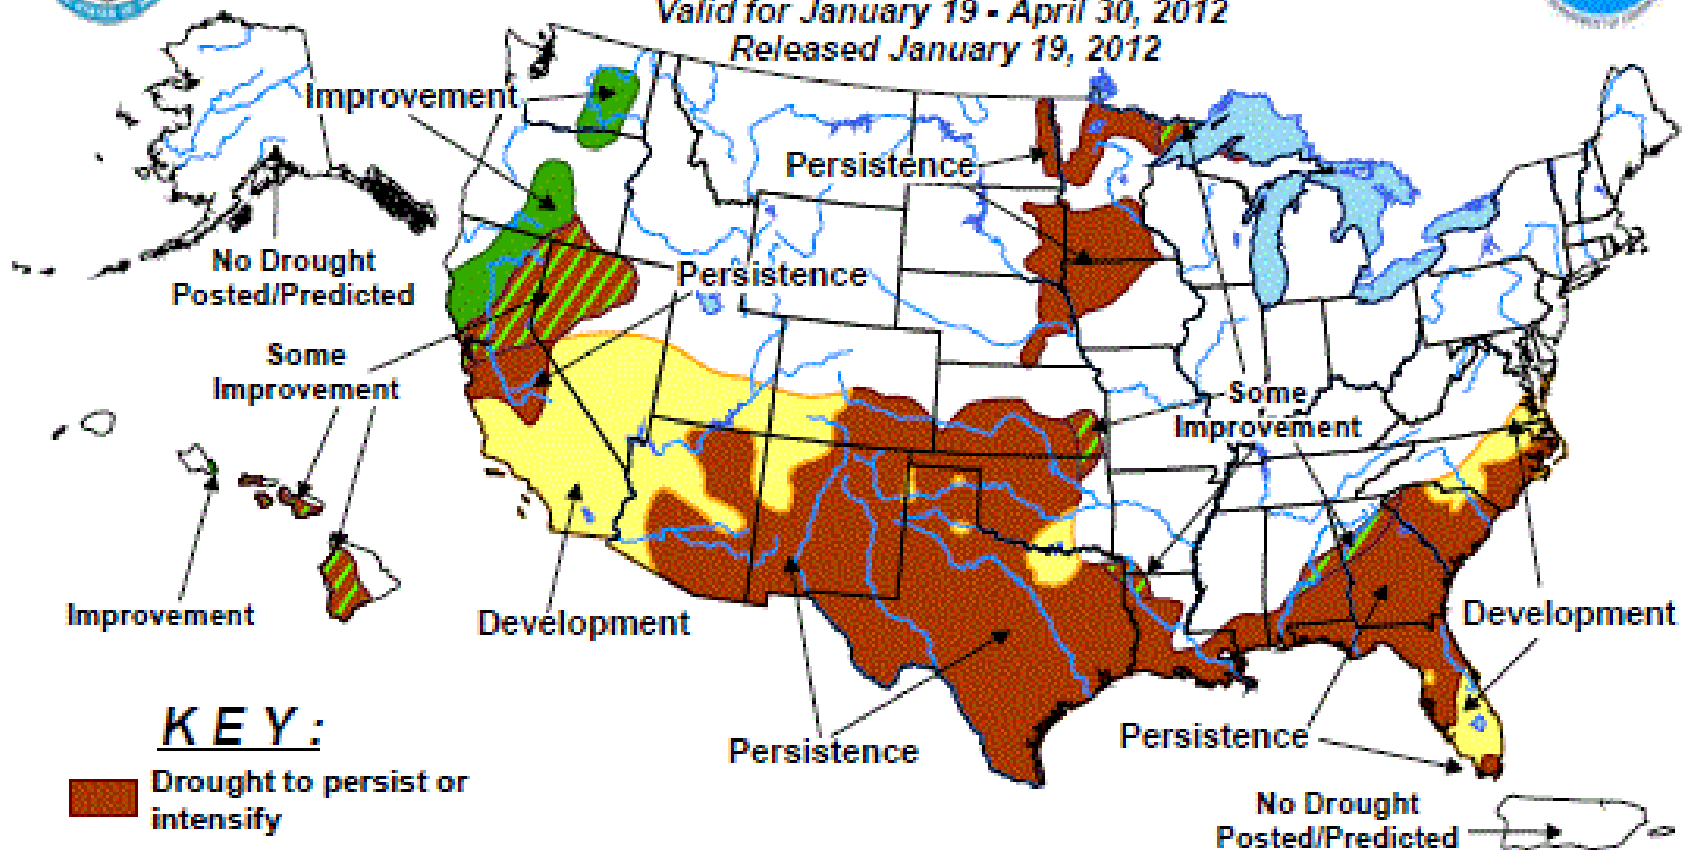 Valid for January 19 - April 30, 2012
Released January 19, 2012
Improvement
Persistence
No Drought
Posted/Predicted
Persistence
Some
Improvement
Some
Improvement
Improvement
Development
Development
Persistence
Persistence
KEY:
Drought to persist or
intensify
No Drought
Posted/Predicted